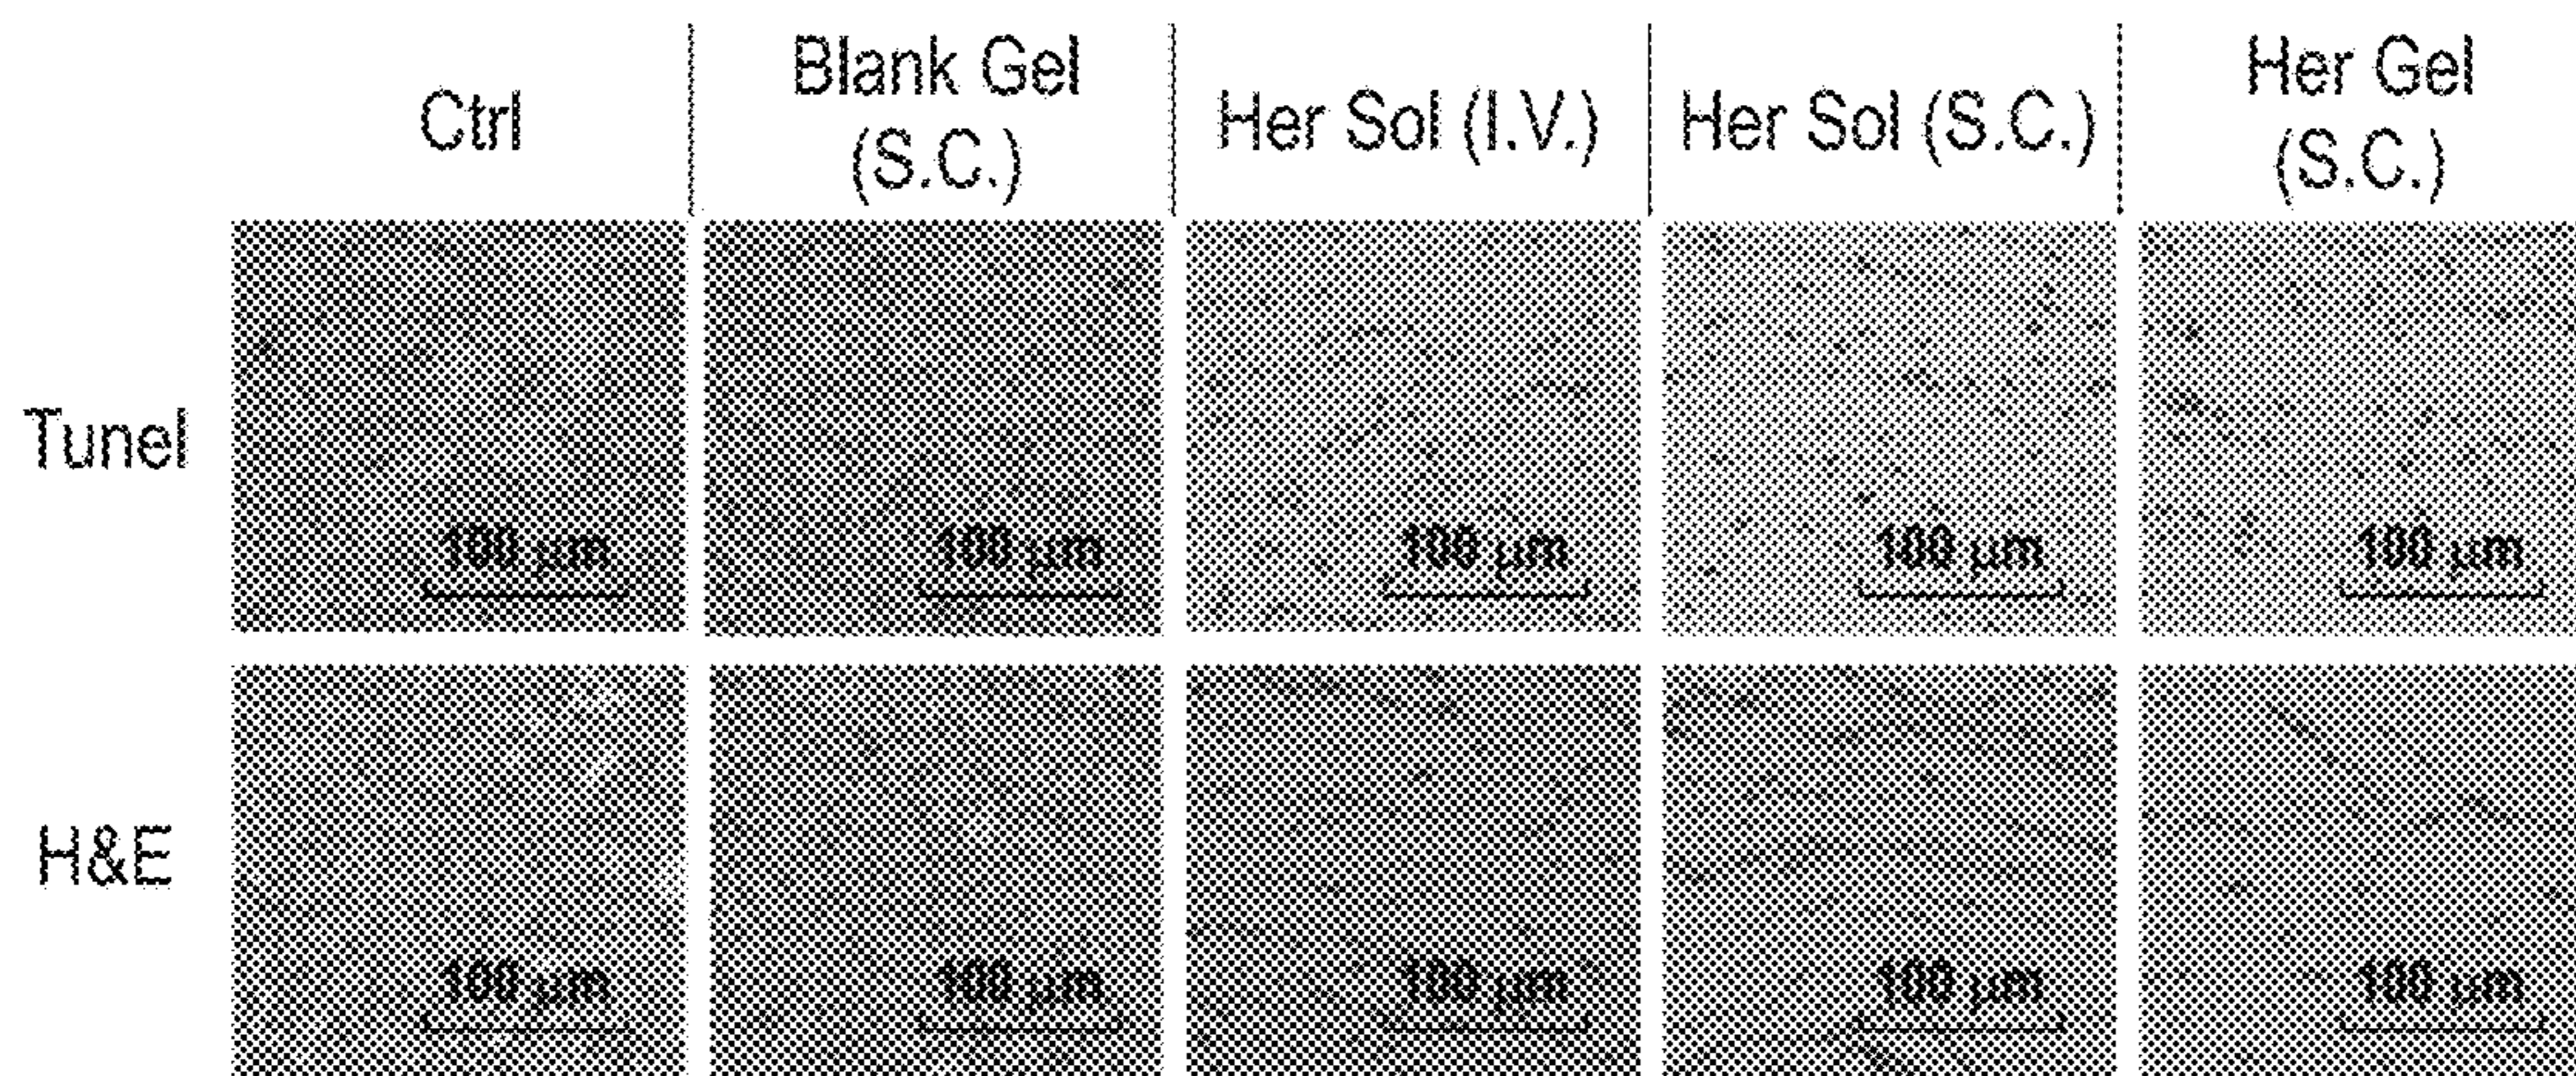 Ctrl
Blank Gel
(S.C.)
Her Sol (I.V.)
Her Sol (S.C.)
Her Gel
(S.C.)
Tunel
100 µm
100 µm
100 µm
100 µm
100 µm
H&E
100 µm
100 µm
100 µm
100 µm
100 µm